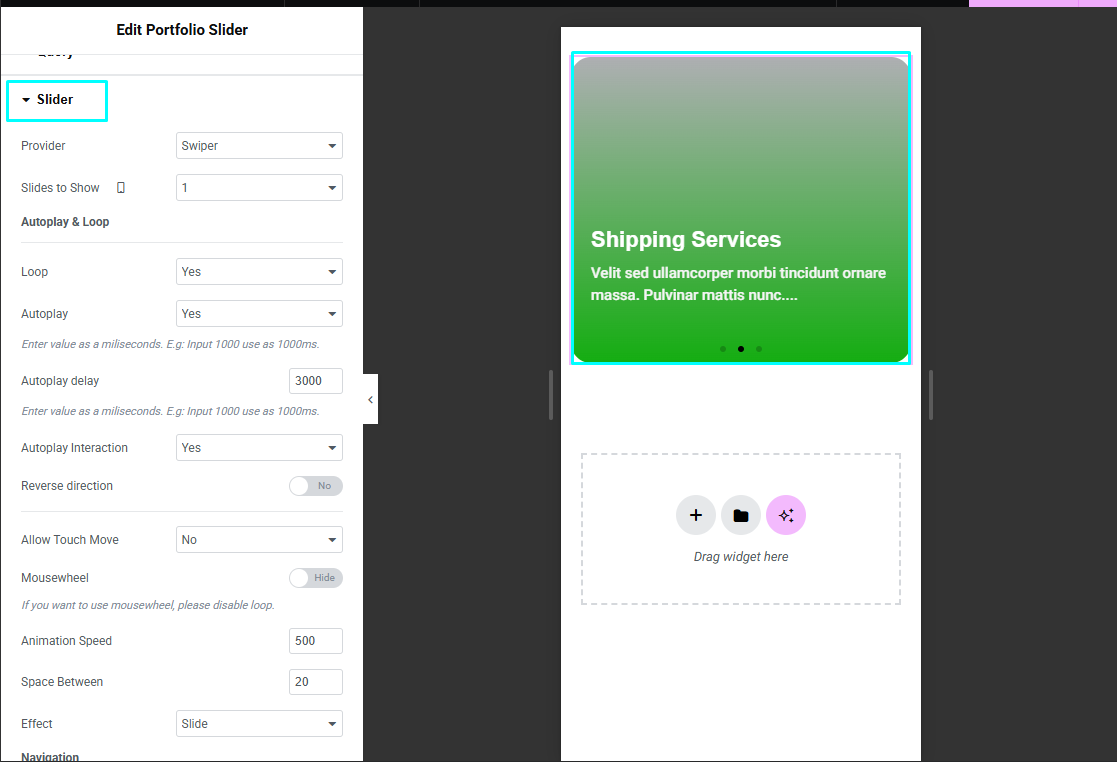 Edit Portfolio Slider
Query
Slider
Provider
Swiper
Slides to Show
1
Autoplay & Loop
Loop
Yes
Autoplay
Yes
Enter value as a miliseconds. E.g: Input 1000 use as 1000ms.
Autoplay delay
3000
Enter value as a miliseconds. E.g: Input 1000 use as 1000ms.
Autoplay Interaction
Yes
Reverse direction
No
Allow Touch Move
No
Mousewheel
Hide
If you want to use mousewheel, please disable loop.
Animation Speed
500
Space Between
20
Effect
Slide
Navigation
Shipping Services
Velit sed ullamcorper morbi tincidunt ornare
massa. Pulvinar mattis nunc....
Drag widget here